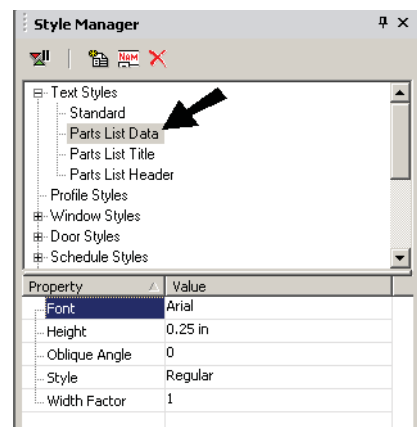 Style Manager
NAM
Text Styles
Standard
Parts List Data
Parts List Title
Parts List Header
Profile Styles
Window Styles
Door Styles
Schedule Styles
Property Value
Font Arial
Height 0.25 in
Oblique Angle 0
Style Regular
Width Factor 1